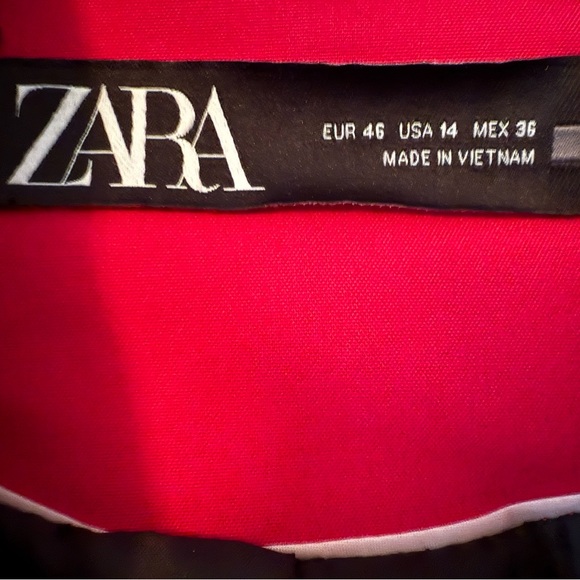 ZARA
EUR 46 USA 14 MEX 36
MADE IN VIETNAM